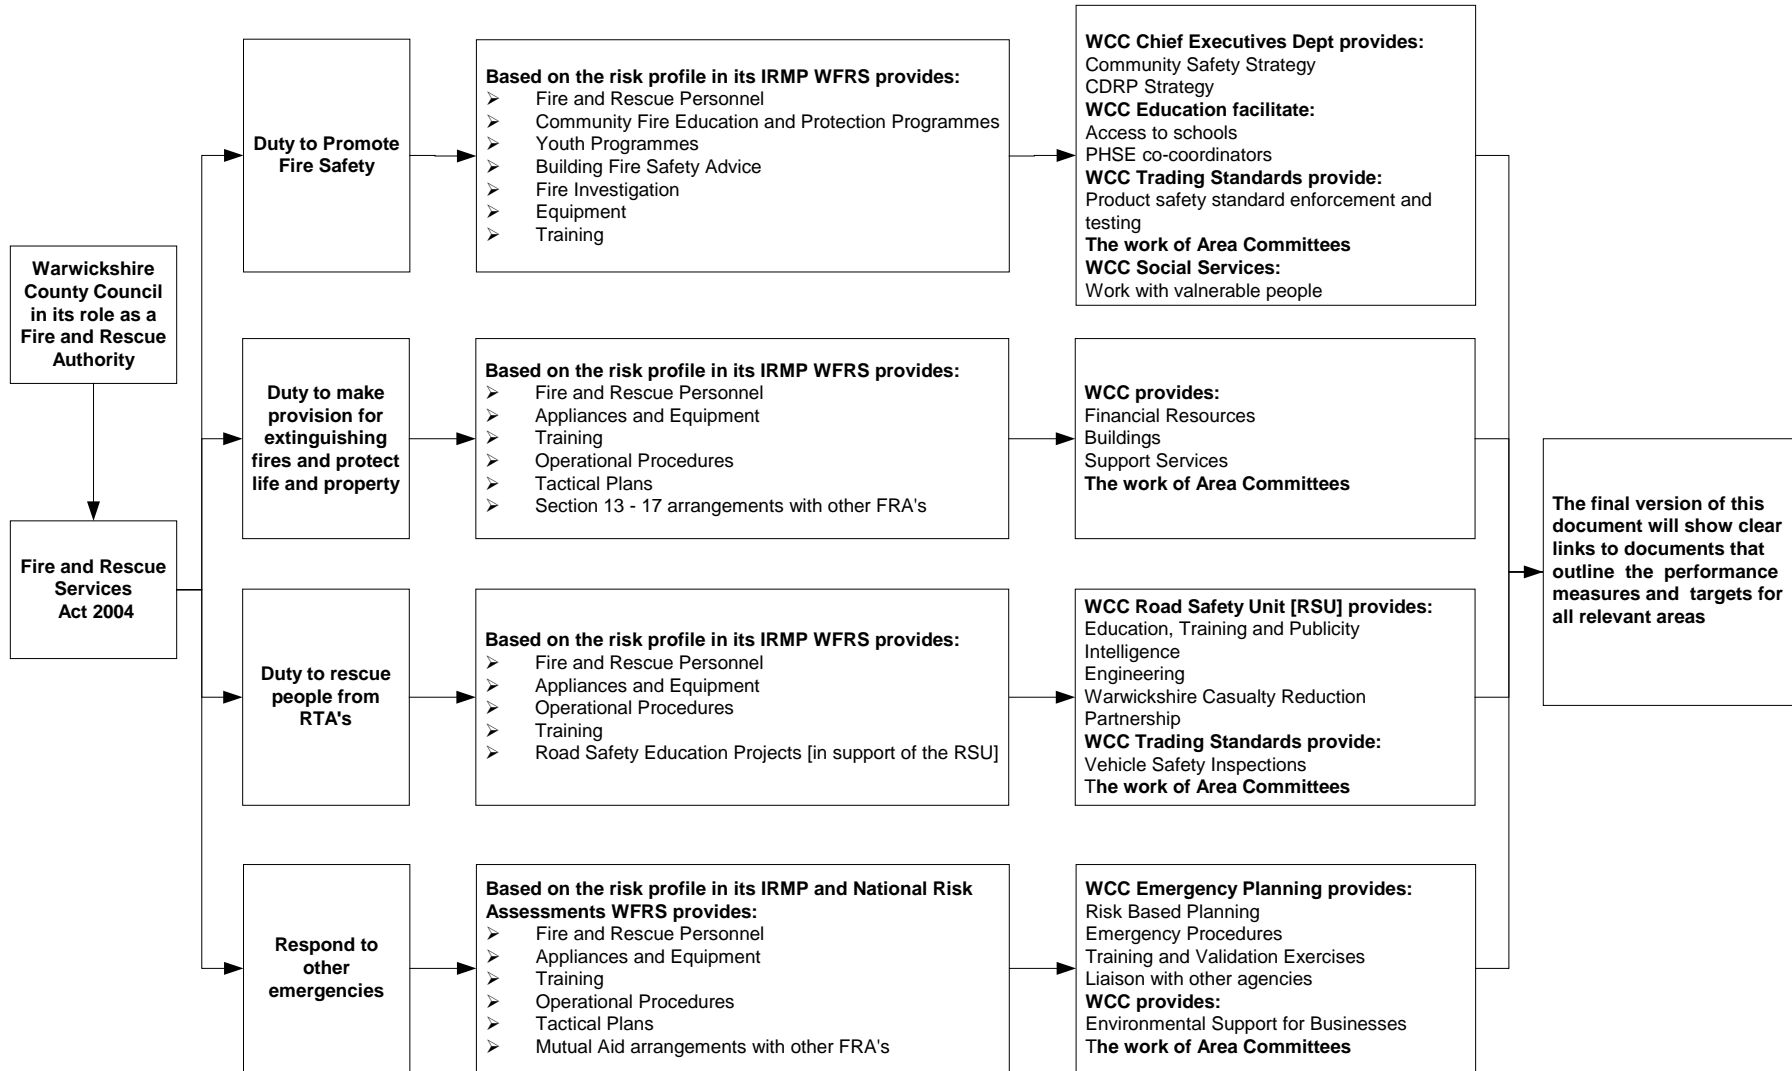 Warwickshire
County Council
in its role as a
Fire and Rescue
Authority
Fire and Rescue
Services
Act 2004
Duty to Promote
Fire Safety
Based on the risk profile in its IRMP WFRS provides:
➢ Fire and Rescue Personnel
➢ Community Fire Education and Protection Programmes
➢ Youth Programmes
➢ Building Fire Safety Advice
➢ Fire Investigation
➢ Equipment
➢ Training
WCC Chief Executives Dept provides:
Community Safety Strategy
CDRP Strategy
WCC Education facilitate:
Access to schools
PHSE co-coordinators
WCC Trading Standards provide:
Product safety standard enforcement and
testing
The work of Area Committees
WCC Social Services:
Work with valnerable people
Duty to make
provision for
extinguishing
fires and protect
life and property
Based on the risk profile in its IRMP WFRS provides:
➢ Fire and Rescue Personnel
➢ Appliances and Equipment
➢ Training
➢ Operational Procedures
➢ Tactical Plans
➢ Section 13 - 17 arrangements with other FRA's
WCC provides:
Financial Resources
Buildings
Support Services
The work of Area Committees
Duty to rescue
people from
RTA's
Based on the risk profile in its IRMP WFRS provides:
➢ Fire and Rescue Personnel
➢ Appliances and Equipment
➢ Operational Procedures
➢ Training
➢ Road Safety Education Projects [in support of the RSU]
WCC Road Safety Unit [RSU] provides:
Education, Training and Publicity
Intelligence
Engineering
Warwickshire Casualty Reduction
Partnership
WCC Trading Standards provide:
Vehicle Safety Inspections
The work of Area Committees
Respond to
other
emergencies
Based on the risk profile in its IRMP and National Risk
Assessments WFRS provides:
➢ Fire and Rescue Personnel
➢ Appliances and Equipment
➢ Training
➢ Operational Procedures
➢ Tactical Plans
➢ Mutual Aid arrangements with other FRA's
WCC Emergency Planning provides:
Risk Based Planning
Emergency Procedures
Training and Validation Exercises
Liaison with other agencies
WCC provides:
Environmental Support for Businesses
The work of Area Committees
The final version of this
document will show clear
links to documents that
outline the performance
measures and targets for
all relevant areas